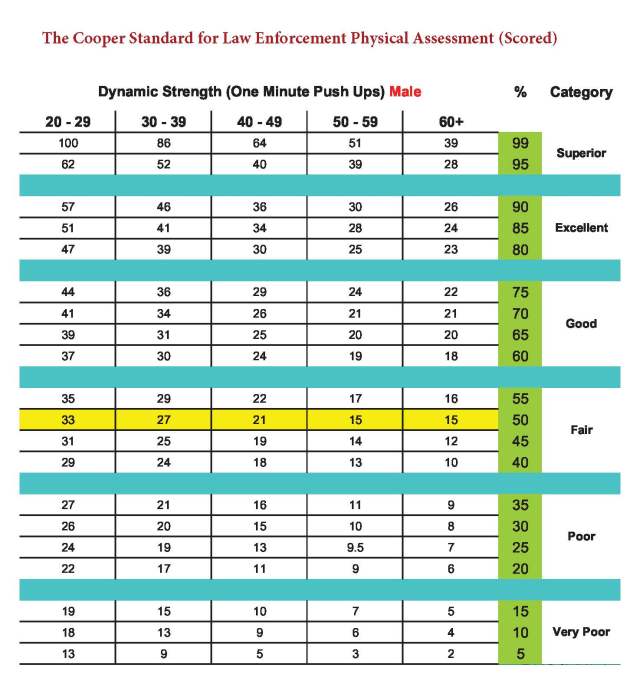 The Cooper Standard for Law Enforcement Physical Assessment (Scored)
Dynamic Strength (One Minute Push Ups) Male % Category
20 - 29 30 - 39 40 - 49 50 - 59 60+
100 86 64 51 39 99
Superior
62 52 40 39 28 95
57 46 36 30 26 90
51 41 34 28 24 85 Excellent
47 39 30 25 23 80
44 36 29 24 22 75
41 34 26 21 21 70
Good
39 31 25 20 20 65
37 30 24 19 18 60
35 29 22 17 16 55
33 27 21 15 15 50
Fair
31 25 19 14 12 45
29 24 18 13 10 40
27 21 16 11 9 35
26 20 15 10 8 30
Poor
24 19 13 9.5 7 25
22 17 11 9 6 20
19 15 10 7 5 15
18 13 9 6 4 10 Very Poor
13 9 5 3 2 5